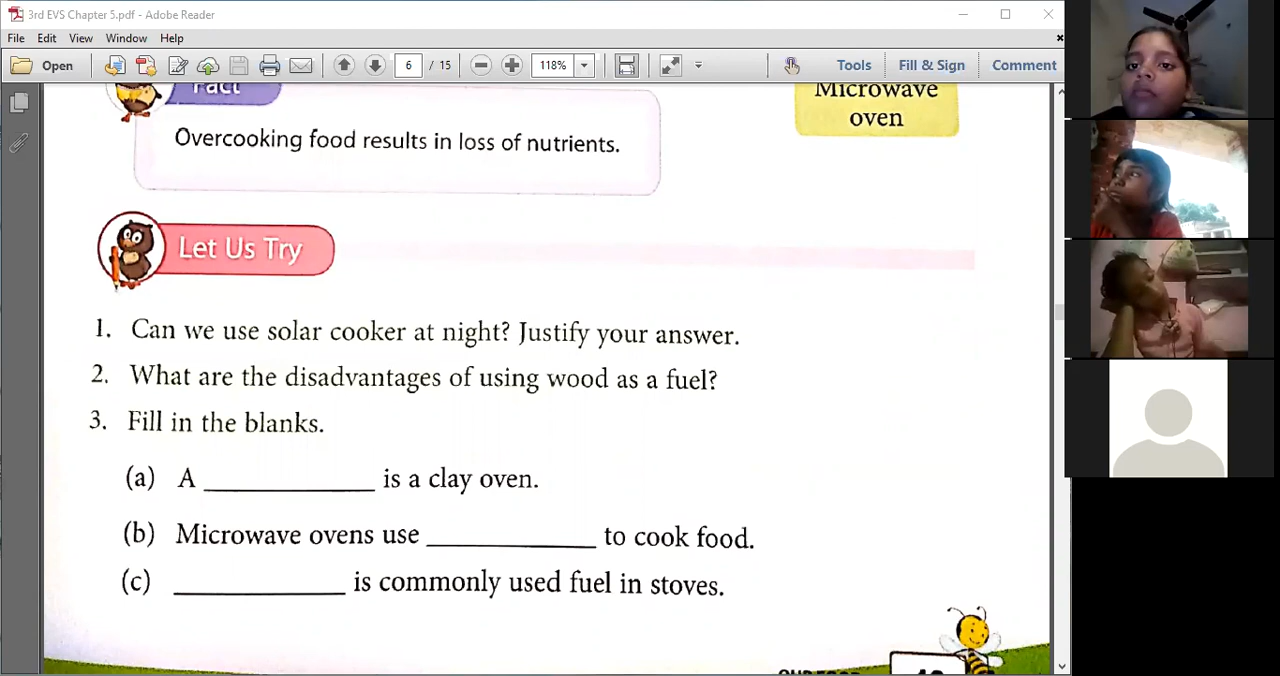 3rd EVS Chapter 5.pdf - Adobe Reader
File Edit View Window Help
Open 6 / 15 118% Tools Fill & Sign Comment
Fact
Microwave
oven
Overcooking food results in loss of nutrients.
Let Us Try
1. Can we use solar cooker at night? Justify your answer.
2. What are the disadvantages of using wood as a fuel?
3. Fill in the blanks.
(a) A ____________ is a clay oven.
(b) Microwave ovens use ____________ to cook food.
(c) ____________ is commonly used fuel in stoves.